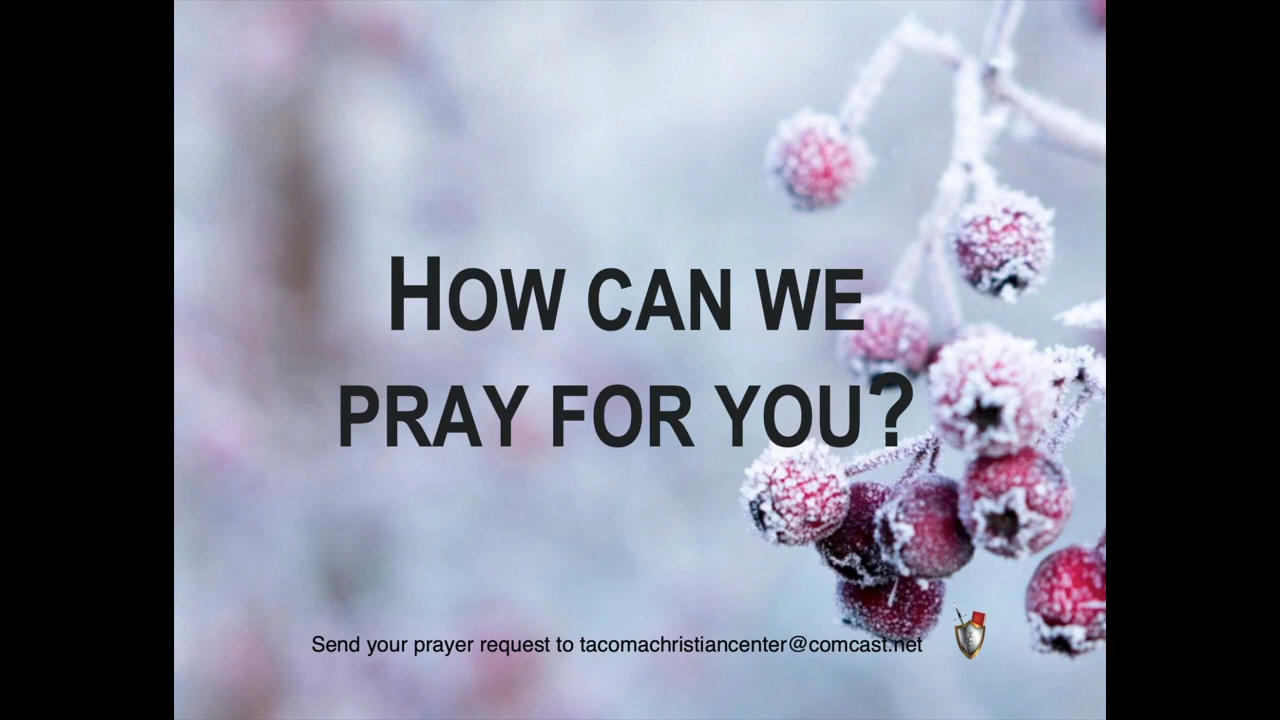 How can we
pray for you?
Send your prayer request to tacomachristiancenter@comcast.net